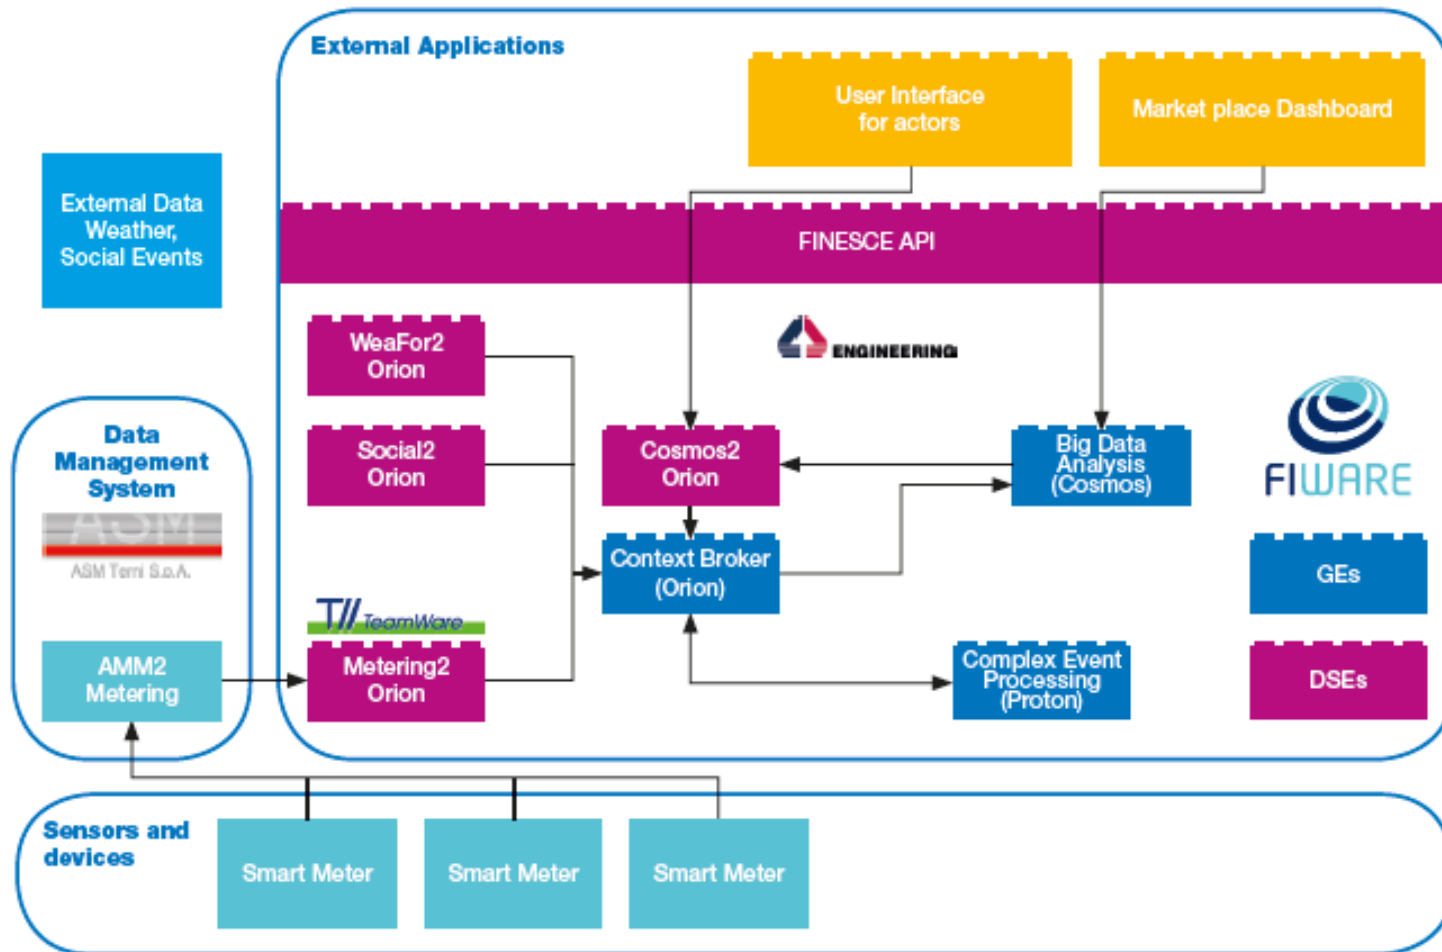 External Applications
User Interface
for actors
Market place Dashboard
External Data
Weather,
Social Events
FINESCE API
WeaFor2
Orion
ENGINEERING
Data
Management
System
Social2
Orion
Cosmos2
Orion
Big Data
Analysis
(Cosmos)
FIWARE
ASM
ASM Terni S.p.A.
Context Broker
(Orion)
GEs
TeamWare
AMM2
Metering
Metering2
Orion
Complex Event
Processing
(Proton)
DSEs
Sensors and
devices
Smart Meter
Smart Meter
Smart Meter